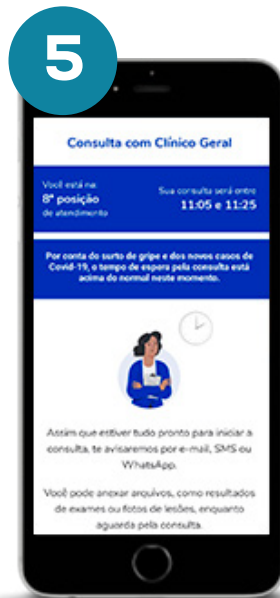 5
Consulta com Clínico Geral
Você está na:
8ª posição
de atendimento
Sua consulta será entre
11:05 e 11:25
Por conta do surto de gripe e dos novos casos de
Covid-19, o tempo de espera pela consulta está
acima do normal neste momento.
Assim que estiver tudo pronto para iniciar a
consulta, te avisaremos por e-mail, SMS ou
WhatsApp.
Você pode anexar arquivos, como resultados
de exames ou fotos de lesões, enquanto
aguarda pela consulta.